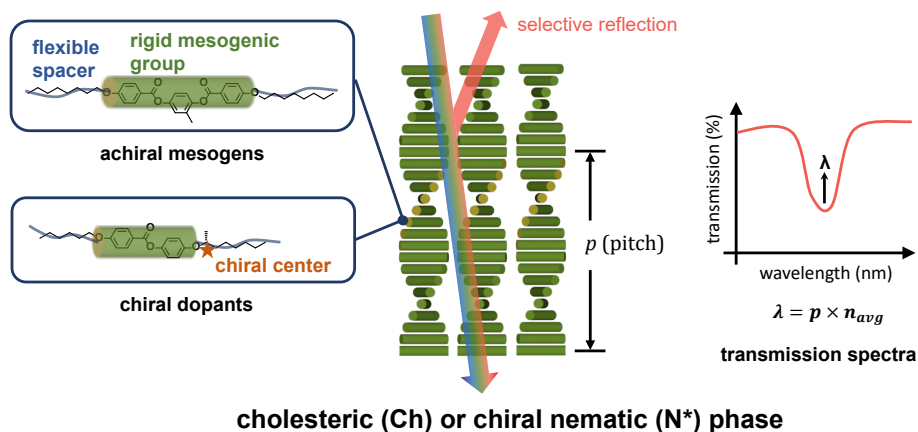 flexible
spacer
rigid mesogenic
group
O
O
O
O
O
O
achiral mesogens
O
O
O
O
chiral center
chiral dopants
selective reflection
p (pitch)
transmission (%)
λ
wavelength (nm)
λ = p × n_avg
transmission spectra
cholesteric (Ch) or chiral nematic (N*) phase